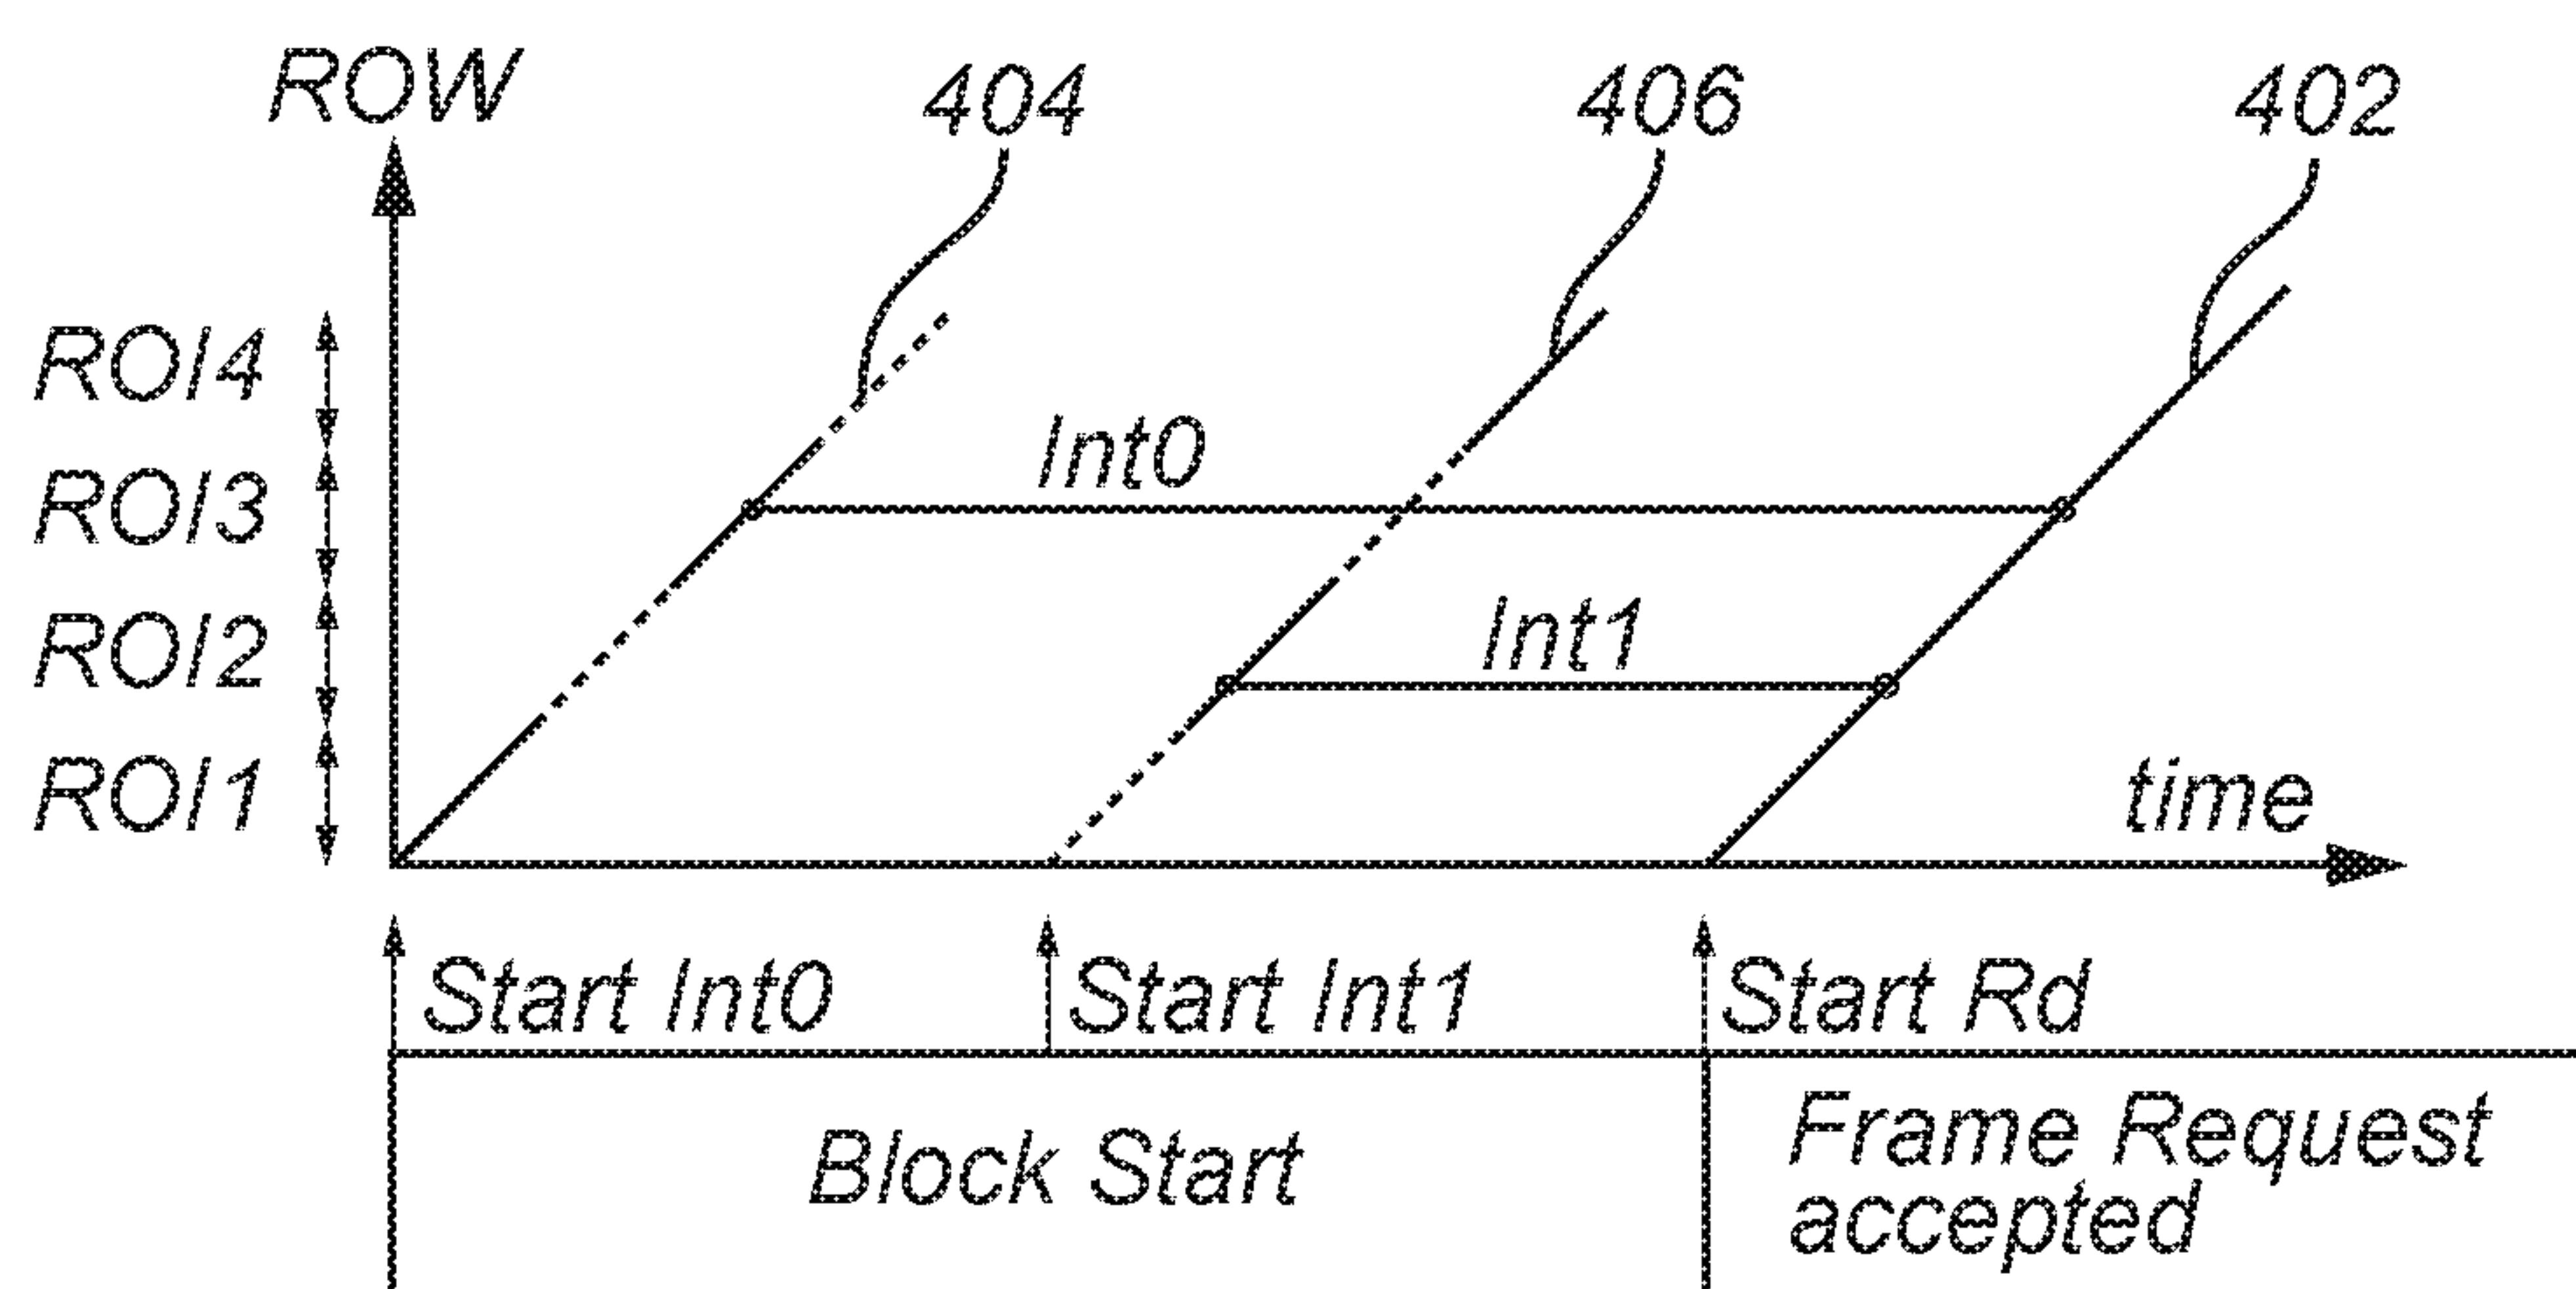 ROW
404
406
402
ROI4
Int0
ROI3
Int1
ROI2
ROI1
time
Start Int0
Start Int1
Start Rd
Block Start
Frame Request
accepted